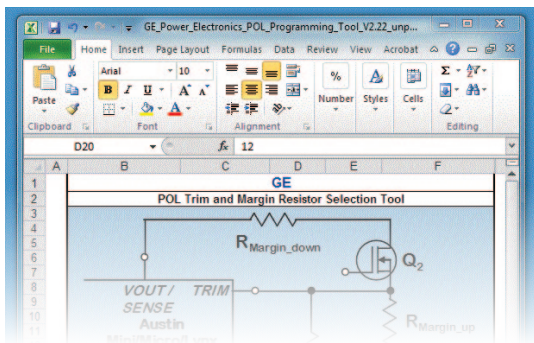 GE_Power_Electronics_POL_Programming_Tool_V2.22_unp...
File Home Insert Page Layout Formulas Data Review View Acrobat
Paste
Arial 10
B I U A A
% A
Number Styles Cells
Σ
Clipboard Font Alignment Editing
D20 fx 12
A B C D E F
1 GE
2 POL Trim and Margin Resistor Selection Tool
3
4
5 RMargin_down
6 Q2
7
8 VOUT / TRIM
9 SENSE
10 Austin RMargin_up
11